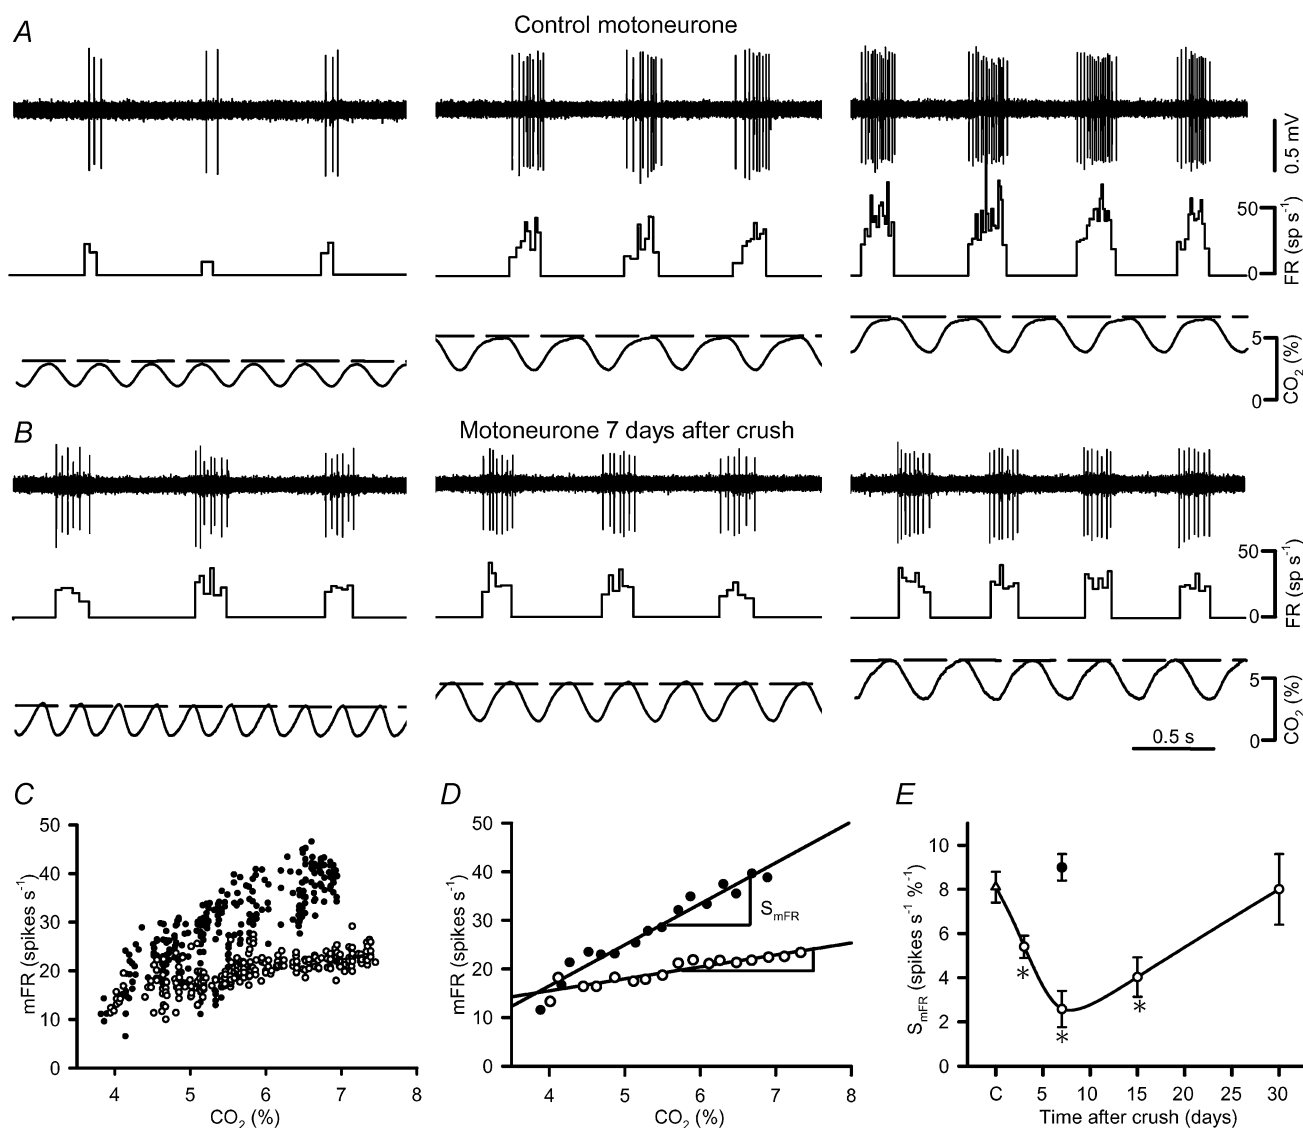 A
Control motoneurone
0.5 mV
50
0
FR (sp s-1)
5
0
CO2 (%)
B
Motoneurone 7 days after crush
50
0
FR (sp s-1)
5
0
CO2 (%)
0.5 s
C
50
40
30
20
10
0
mFR (spikes s-1)
4 5 6 7 8
CO2 (%)
D
50
40
30
20
10
0
mFR (spikes s-1)
SmFR
4 5 6 7 8
CO2 (%)
E
10
8
6
4
2
0
SmFR (spikes s-1 %-1)
* * *
C 5 10 15 20 25 30
Time after crush (days)